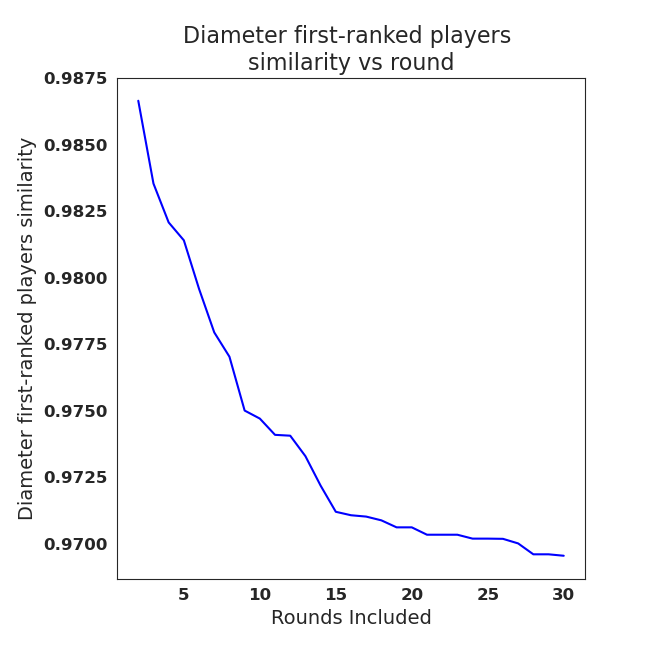 Diameter first-ranked players
similarity vs round
Diameter first-ranked players similarity
0.9875
0.9850
0.9825
0.9800
0.9775
0.9750
0.9725
0.9700
5 10 15 20 25 30
Rounds Included